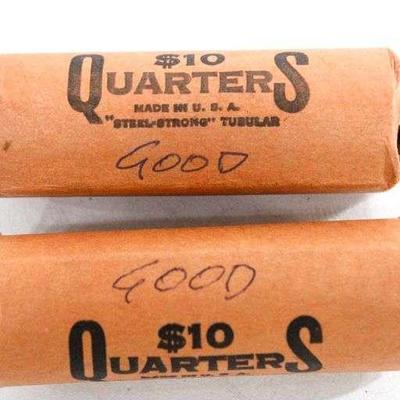 $10
QUARTERS
MADE IN U. S. A.
"STEEL-STRONG" TUBULAR
GOOD
GOOD
$10
QUARTERS